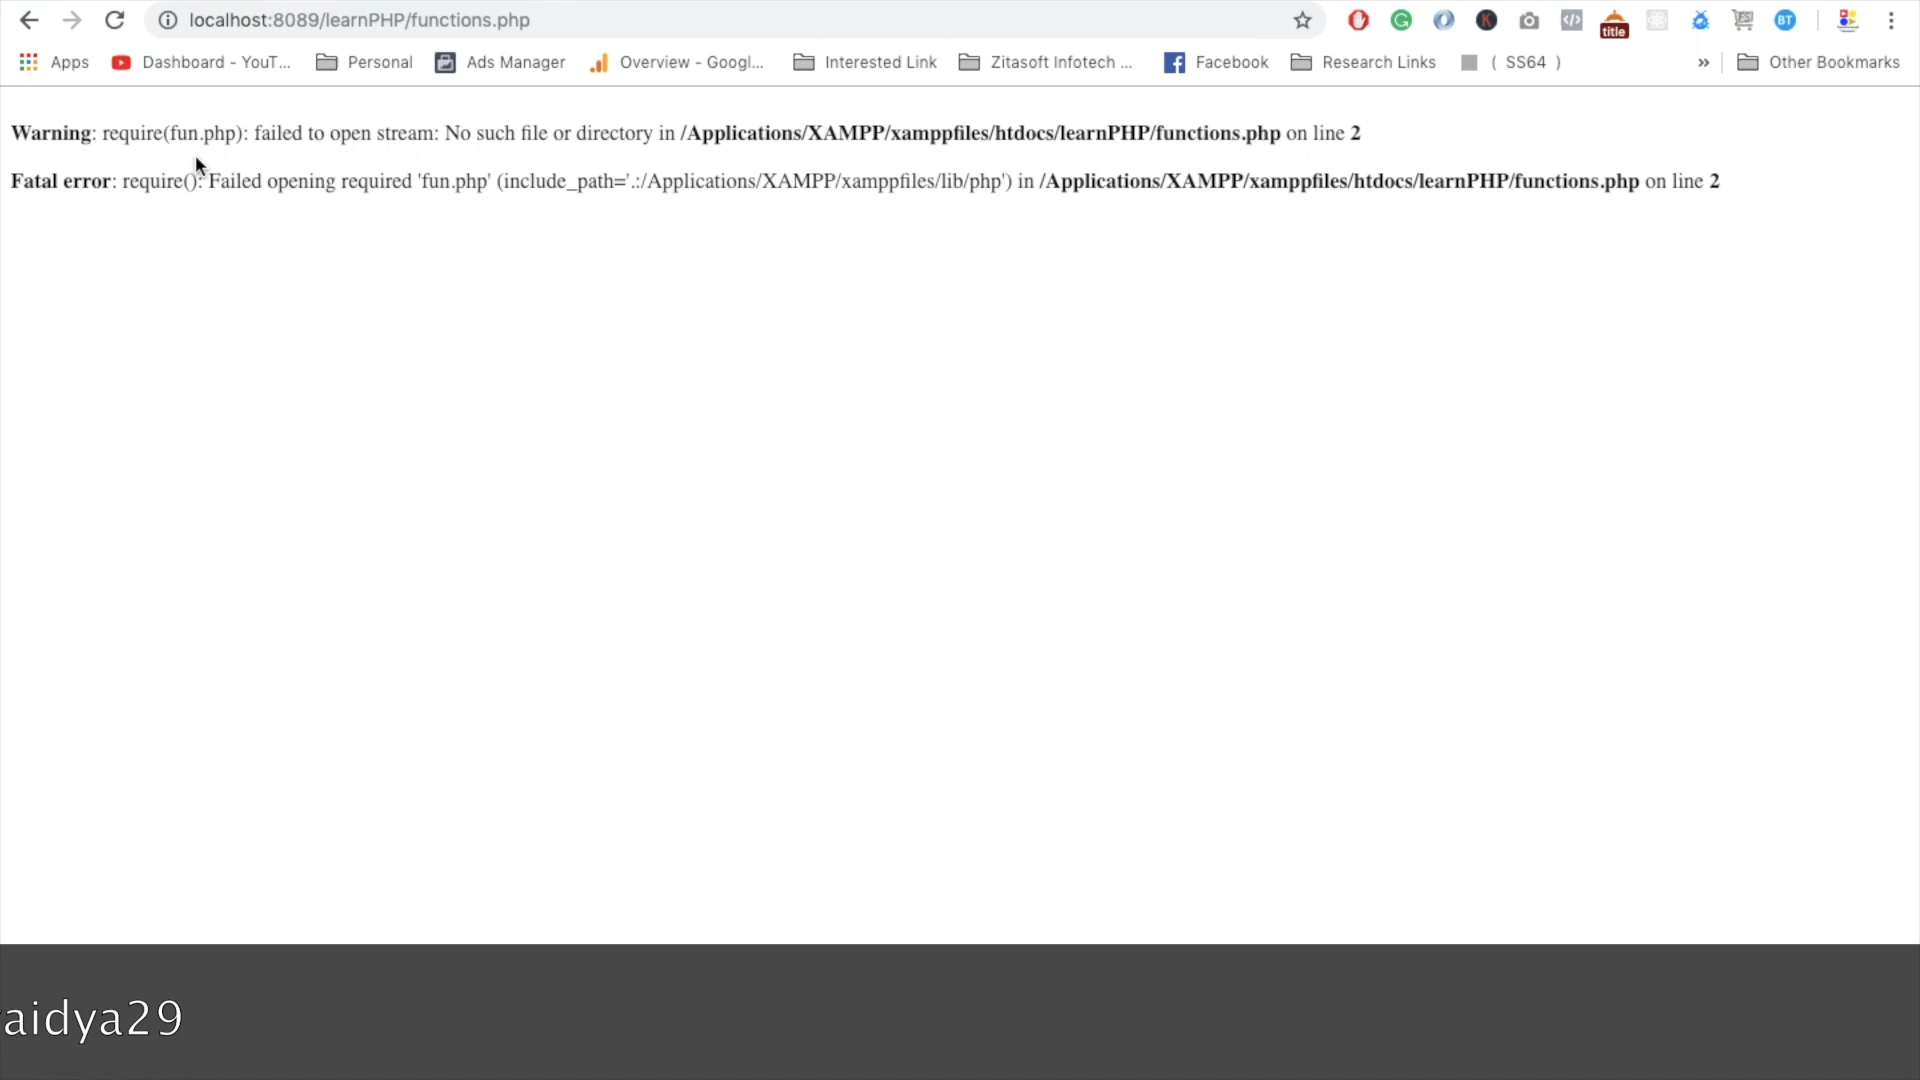 localhost:8089/learnPHP/functions.php
title
BT
Apps Dashboard - YouT... Personal Ads Manager Overview - Googl... Interested Link Zitasoft Infotech ... Facebook Research Links ( SS64 ) » Other Bookmarks
Warning: require(fun.php): failed to open stream: No such file or directory in /Applications/XAMPP/xamppfiles/htdocs/learnPHP/functions.php on line 2
Fatal error: require(): Failed opening required 'fun.php' (include_path='.:/Applications/XAMPP/xamppfiles/lib/php') in /Applications/XAMPP/xamppfiles/htdocs/learnPHP/functions.php on line 2
aidya29